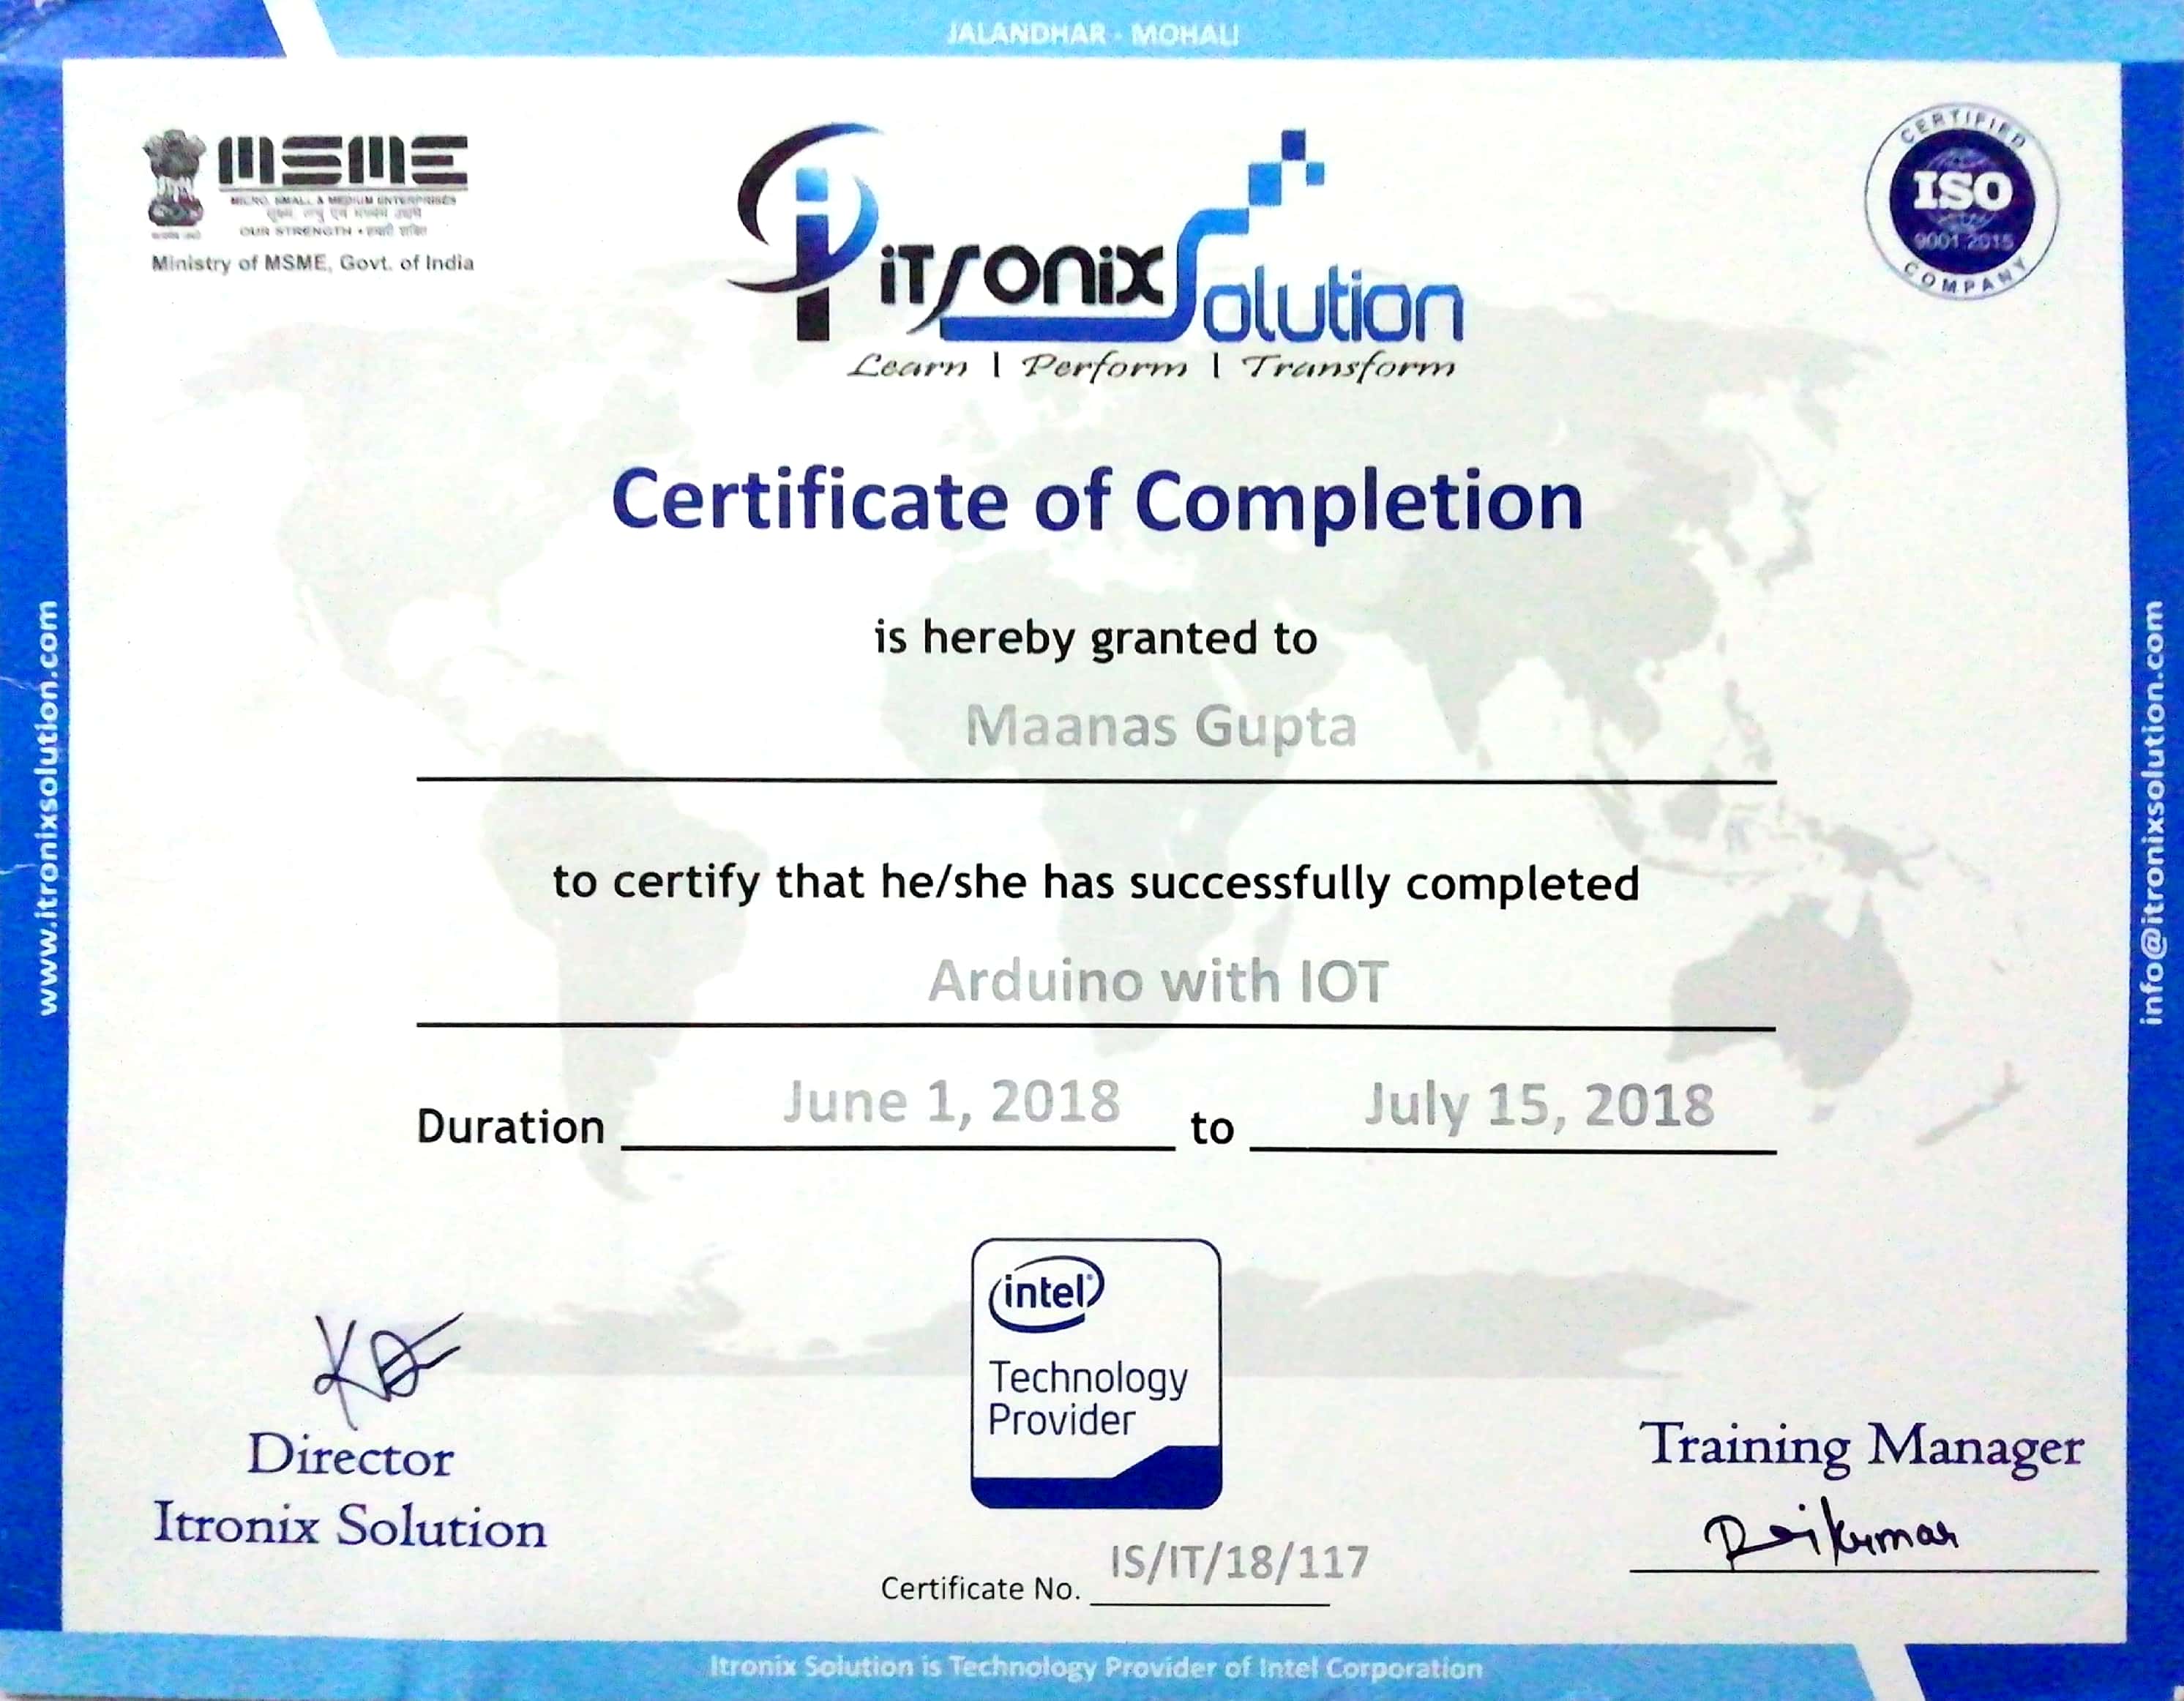 JALANDHAR - MOHALI
MSME
MICRO, SMALL & MEDIUM ENTERPRISES
सूक्ष्म, लघु एवं मध्यम उद्यम
OUR STRENGTH • हमारी शक्ति
Ministry of MSME, Govt. of India
iTronix Solution
Learn | Perform | Transform
CERTIFIED
ISO
9001:2015
COMPANY
Certificate of Completion
is hereby granted to
Maanas Gupta
to certify that he/she has successfully completed
Arduino with IOT
Duration June 1, 2018 to July 15, 2018
www.itronixsolution.com
info@itronixsolution.com
intel
Technology
Provider
Director
Itronix Solution
Training Manager
Certificate No. IS/IT/18/117
Itronix Solution is Technology Provider of Intel Corporation